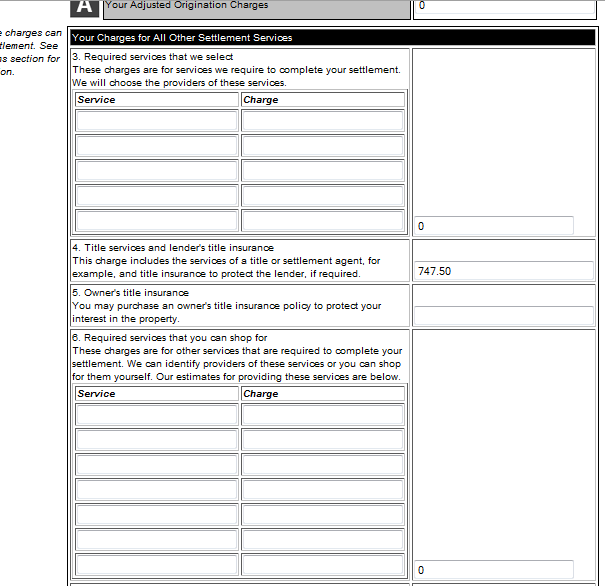 A Your Adjusted Origination Charges 0
charges can
tlement. See
s section for
on.
Your Charges for All Other Settlement Services
3. Required services that we select
These charges are for services we require to complete your settlement.
We will choose the providers of these services.
Service Charge
0
4. Title services and lender's title insurance
This charge includes the services of a title or settlement agent, for
example, and title insurance to protect the lender, if required.
747.50
5. Owner's title insurance
You may purchase an owner's title insurance policy to protect your
interest in the property.
6. Required services that you can shop for
These charges are for other services that are required to complete your
settlement. We can identify providers of these services or you can shop
for them yourself. Our estimates for providing these services are below.
Service Charge
0